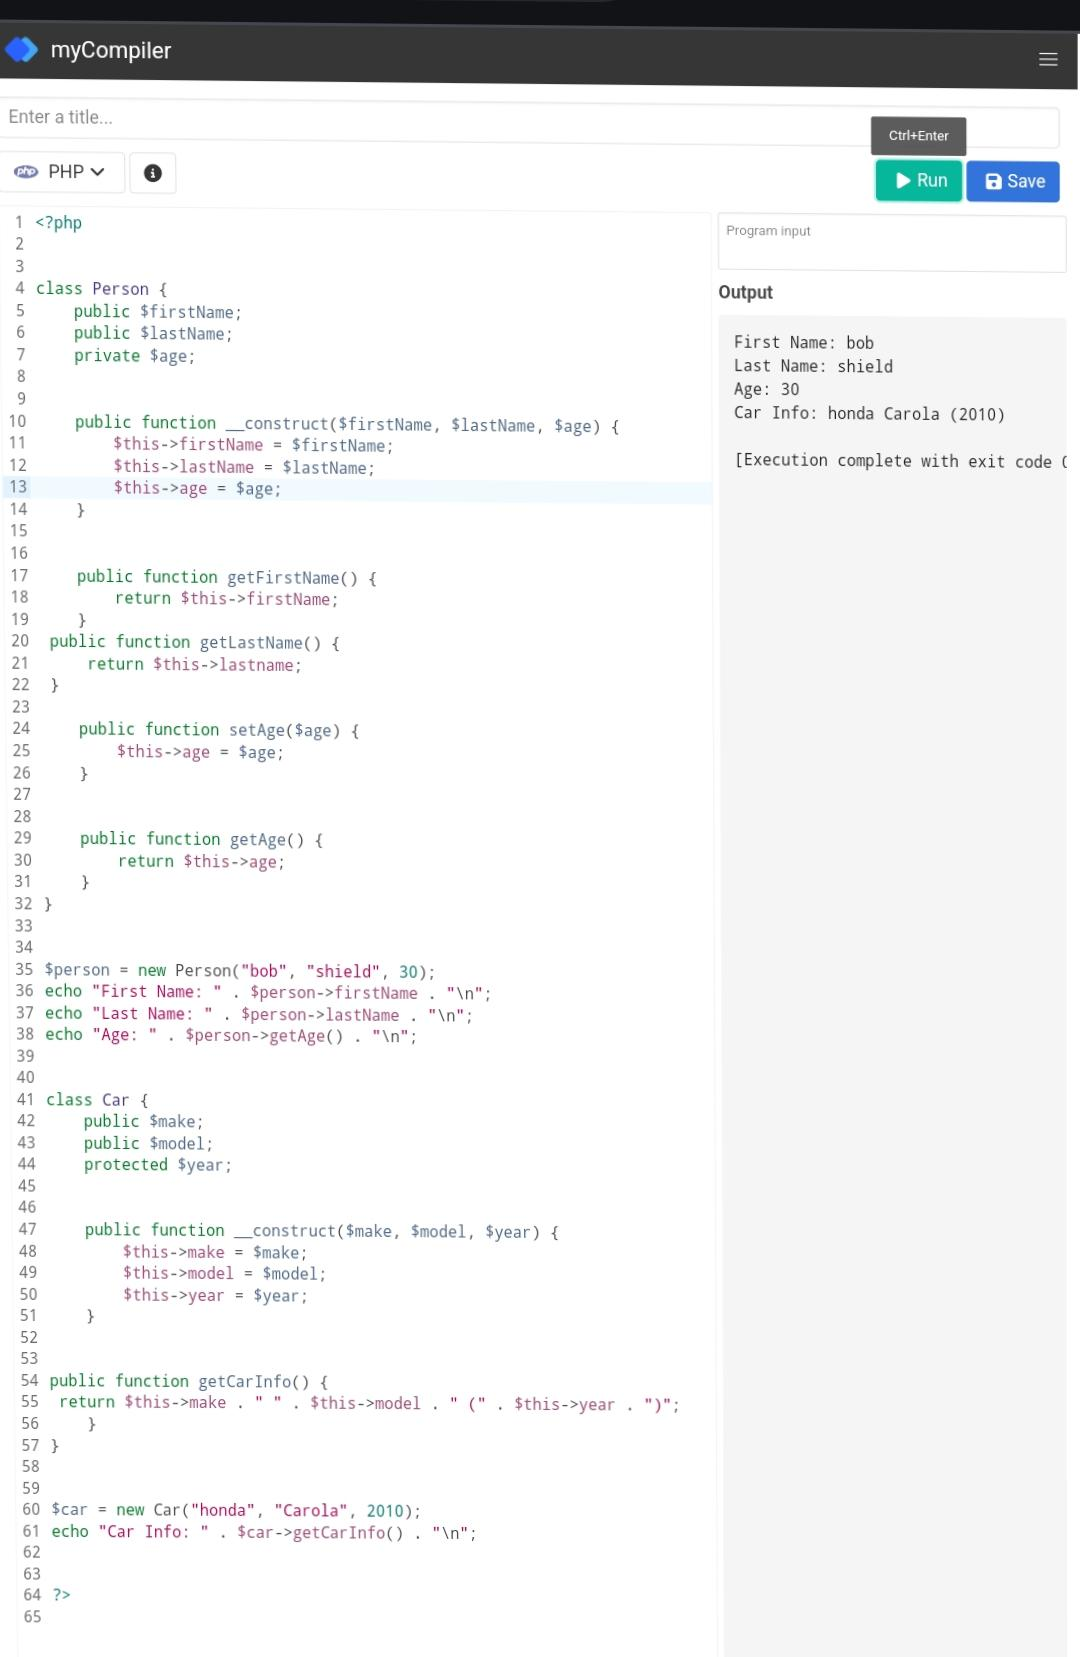 myCompiler
Enter a title...
Ctrl+Enter
php PHP
Run
Save
1 <?php
2
3
4 class Person {
5     public $firstName;
6     public $lastName;
7     private $age;
8
9
10     public function __construct($firstName, $lastName, $age) {
11         $this->firstName = $firstName;
12         $this->lastName = $lastName;
13         $this->age = $age;
14     }
15
16
17     public function getFirstName() {
18         return $this->firstName;
19     }
20  public function getLastName() {
21      return $this->lastname;
22  }
23
24     public function setAge($age) {
25         $this->age = $age;
26     }
27
28
29     public function getAge() {
30         return $this->age;
31     }
32 }
33
34
35 $person = new Person("bob", "shield", 30);
36 echo "First Name: " . $person->firstName . "\n";
37 echo "Last Name: " . $person->lastName . "\n";
38 echo "Age: " . $person->getAge() . "\n";
39
40
41 class Car {
42     public $make;
43     public $model;
44     protected $year;
45
46
47     public function __construct($make, $model, $year) {
48         $this->make = $make;
49         $this->model = $model;
50         $this->year = $year;
51     }
52
53
54 public function getCarInfo() {
55  return $this->make . " " . $this->model . " (" . $this->year . ")";
56     }
57 }
58
59
60 $car = new Car("honda", "Carola", 2010);
61 echo "Car Info: " . $car->getCarInfo() . "\n";
62
63
64 ?>
65
Program input
Output
First Name: bob
Last Name: shield
Age: 30
Car Info: honda Carola (2010)
[Execution complete with exit code